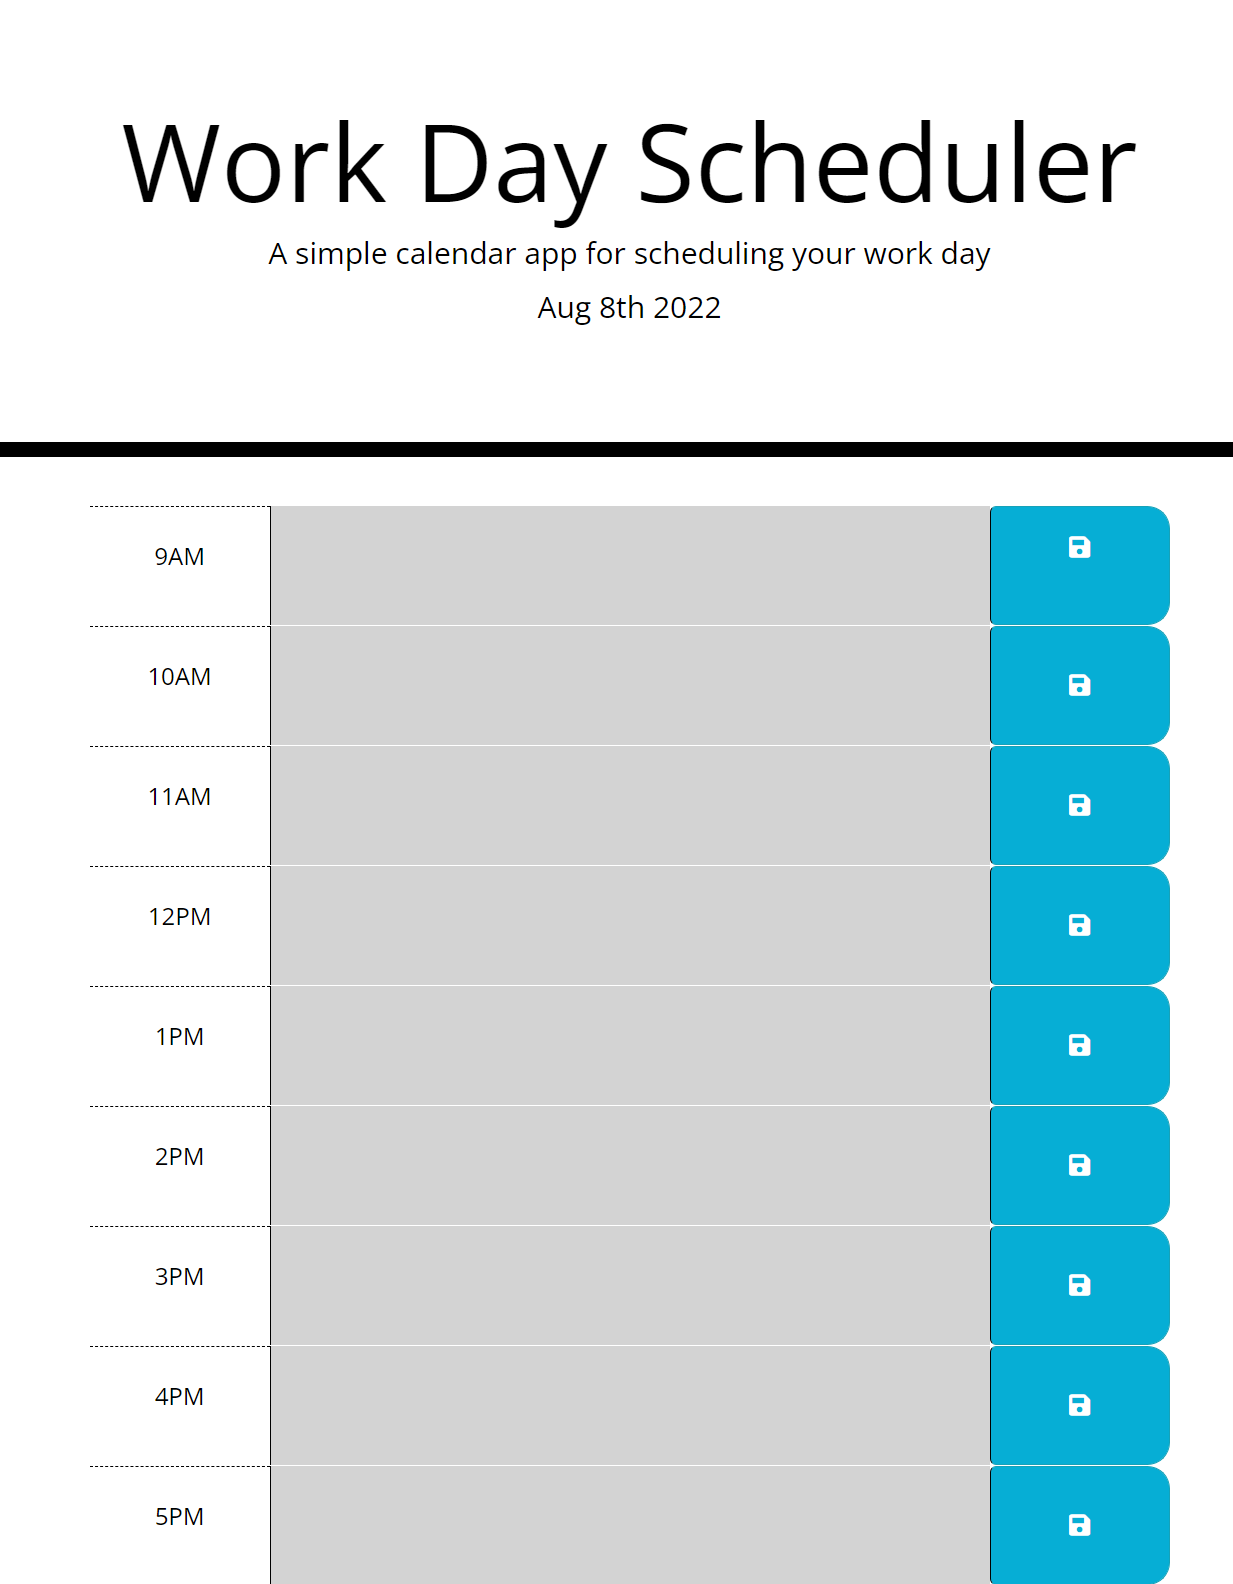 Work Day Scheduler
A simple calendar app for scheduling your work day
Aug 8th 2022
9AM
10AM
11AM
12PM
1PM
2PM
3PM
4PM
5PM